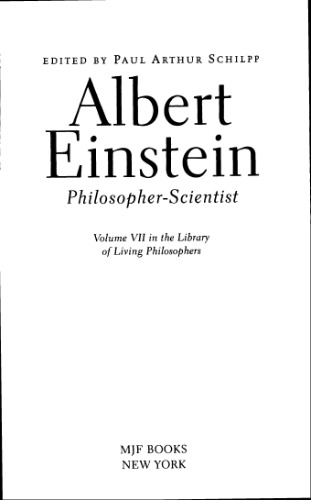 EDITED BY PAUL ARTHUR SCHILPP
Albert
Einstein
Philosopher-Scientist
Volume VII in the Library
of Living Philosophers
MJF BOOKS
NEW YORK